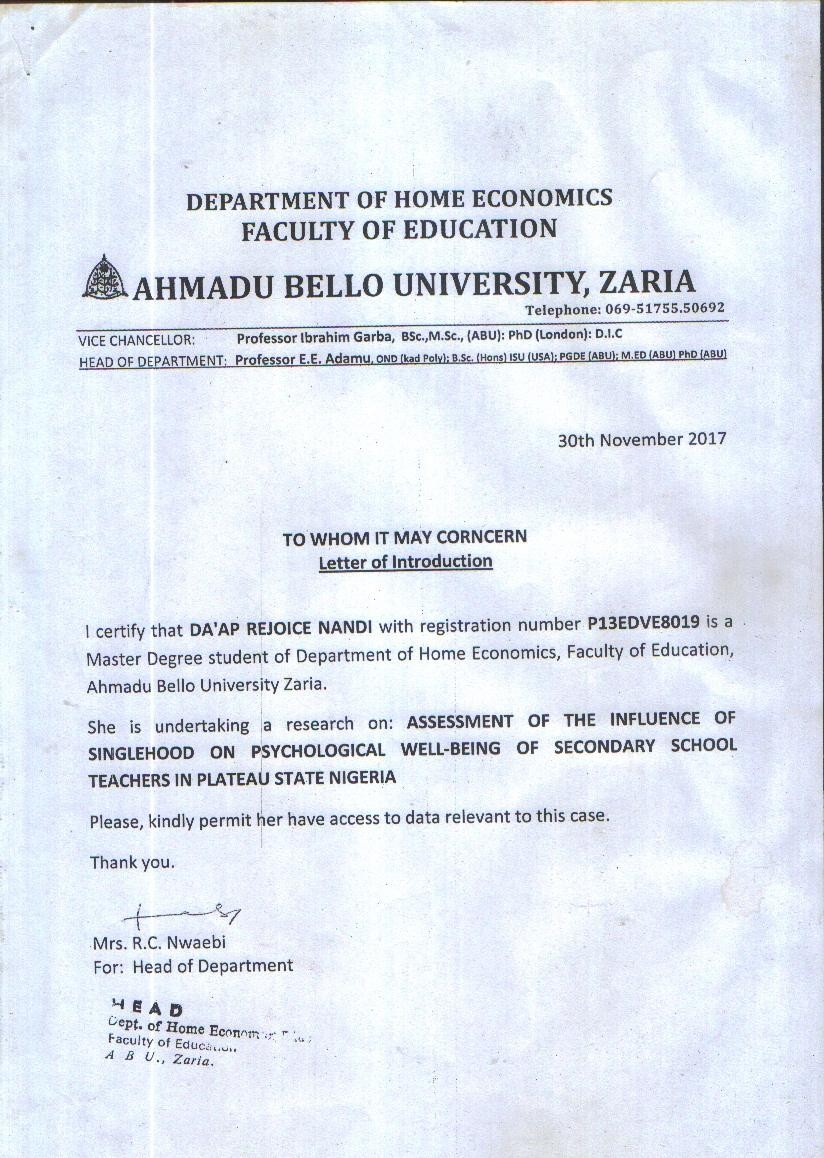 DEPARTMENT OF HOME ECONOMICS
FACULTY OF EDUCATION
AHMADU BELLO UNIVERSITY, ZARIA
Telephone: 069-51755.50692
VICE CHANCELLOR: Professor Ibrahim Garba, BSc.,M.Sc., (ABU): PhD (London): D.I.C
HEAD OF DEPARTMENT: Professor E.E. Adamu, OND (kad Poly); B.Sc. (Hons) ISU (USA); PGDE (ABU); M.ED (ABU) PhD (ABU)
30th November 2017
TO WHOM IT MAY CORNCERN
Letter of Introduction
I certify that DA'AP REJOICE NANDI with registration number P13EDVE8019 is a
Master Degree student of Department of Home Economics, Faculty of Education,
Ahmadu Bello University Zaria.
She is undertaking a research on: ASSESSMENT OF THE INFLUENCE OF
SINGLEHOOD ON PSYCHOLOGICAL WELL-BEING OF SECONDARY SCHOOL
TEACHERS IN PLATEAU STATE NIGERIA
Please, kindly permit her have access to data relevant to this case.
Thank you.
Mrs. R.C. Nwaebi
For: Head of Department
HEAD
Dept. of Home
Faculty of
A B U., Zaria.